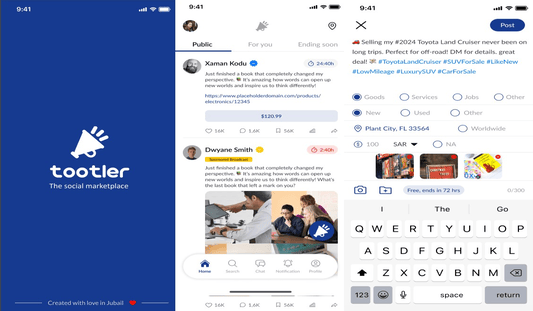 9:41
tootler
The social marketplace
Created with love in Jubail
9:41
Public
For you
Ending soon
Xaman Kodu
24:40h
Just finished a book that completely changed my
perspective. 📚 It's amazing how words can open up
new worlds and inspire us to think differently!
https://www.placeholderdomain.com/products/
electronics/12345
$120.99
16K
1,6K
56K
Dwayne Smith
2:40h
Sponsored Broadcast
Just finished a book that completely changed my
perspective. 📚 It's amazing how words can open up
new worlds and inspire us to think differently! What's
the last book that left a mark on you?
Home
Search
Chat
Notification
Profile
16K
1,6K
56K
9:41
Post
🚗 Selling my #2024 Toyota Land Cruiser never been on
long trips. Perfect for off-road! DM for details. great
deal! #ToyotaLandCruiser #SUVForSale #LikeNew
#LowMileage #LuxurySUV #CarForSale
Goods
Services
Jobs
Other
New
Used
Other
Plant City, FL 33564
Worldwide
100
SAR
NA
Free, ends in 72 hrs
0/300
I
The
Go
Q W E R T Y U I O P
A S D F G H J K L
Z X C V B N M
123
space
return